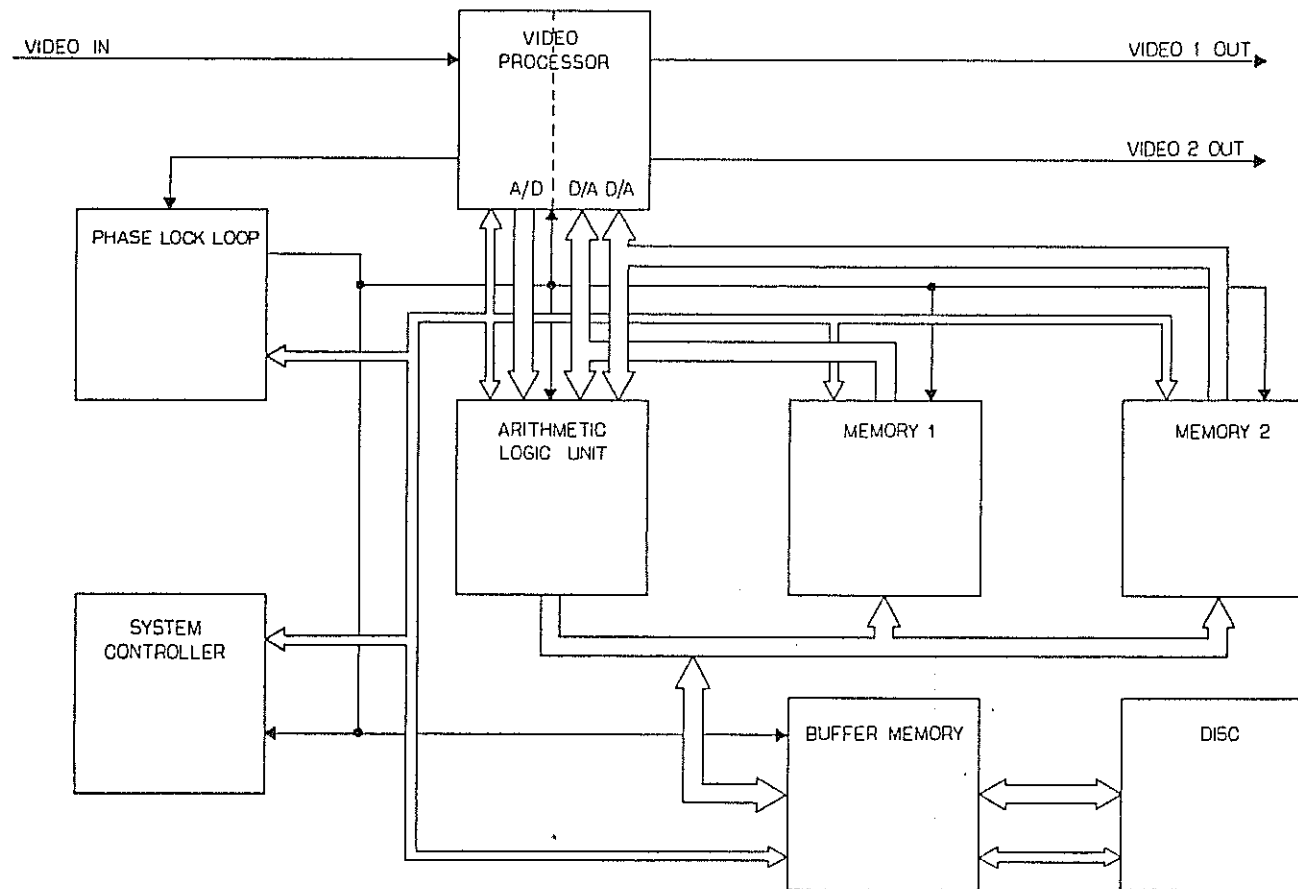 VIDEO IN
VIDEO
PROCESSOR
VIDEO 1 OUT
VIDEO 2 OUT
A/D D/A D/A
PHASE LOCK LOOP
ARITHMETIC
LOGIC UNIT
MEMORY 1
MEMORY 2
SYSTEM
CONTROLLER
BUFFER MEMORY
DISC